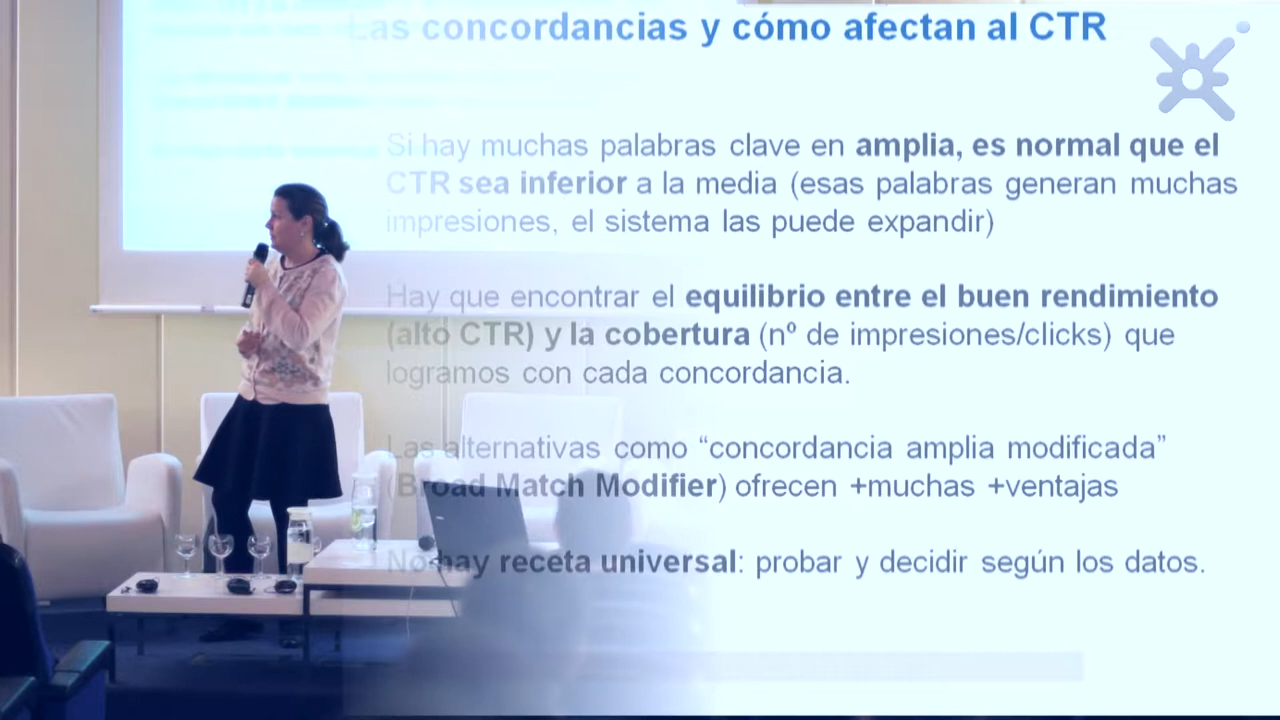 Las concordancias y cómo afectan al CTR
Si hay muchas palabras clave en amplia, es normal que el
CTR sea inferior a la media (esas palabras generan muchas
impresiones, el sistema las puede expandir)
Hay que encontrar el equilibrio entre el buen rendimiento
(alto CTR) y la cobertura (nº de impresiones/clicks) que
logramos con cada concordancia.
Las alternativas como “concordancia amplia modificada”
(Broad Match Modifier) ofrecen +muchas +ventajas
No hay receta universal: probar y decidir según los datos.